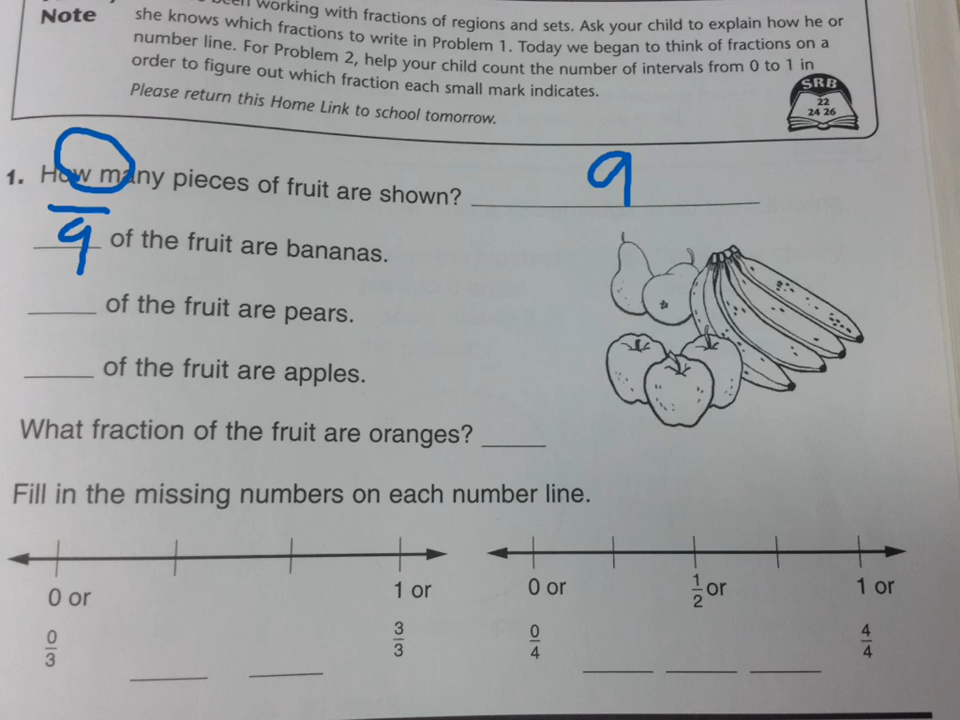 Note
been working with fractions of regions and sets. Ask your child to explain how he or
she knows which fractions to write in Problem 1. Today we began to think of fractions on a
number line. For Problem 2, help your child count the number of intervals from 0 to 1 in
order to figure out which fraction each small mark indicates.
Please return this Home Link to school tomorrow.
SRB
22
24 26
1. How many pieces of fruit are shown? 9
9 of the fruit are bananas.
of the fruit are pears.
of the fruit are apples.
What fraction of the fruit are oranges?
Fill in the missing numbers on each number line.
0 or 1 or 0 or 1/2 or 1 or
0/3 3/3 0/4 4/4